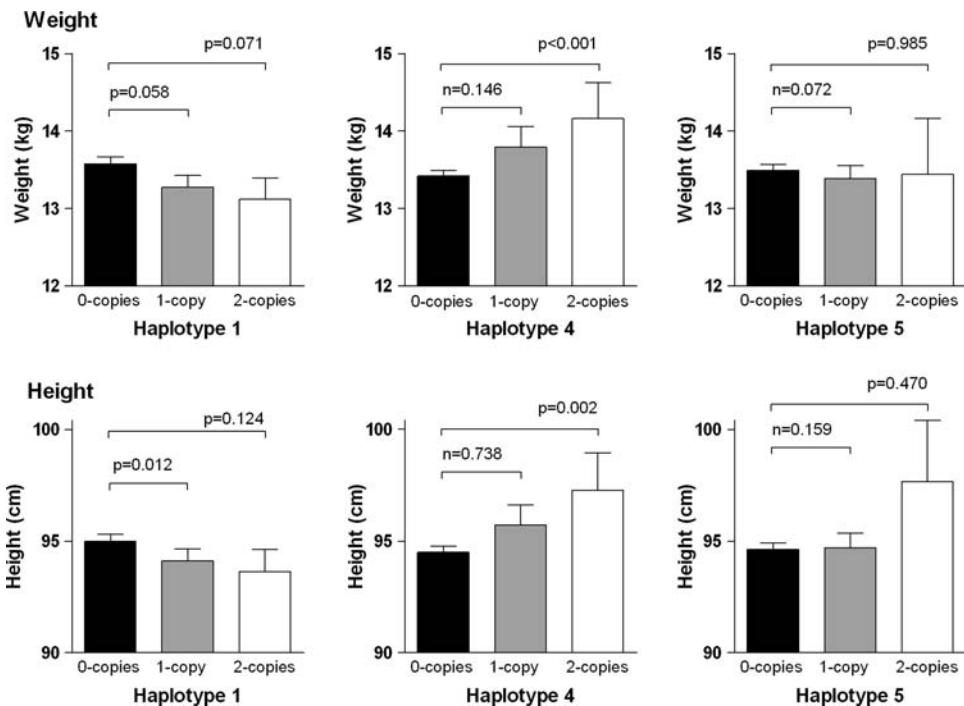 Weight
p=0.071
p=0.058
15
14
13
12
Weight (kg)
0-copies 1-copy 2-copies
Haplotype 1
p<0.001
n=0.146
15
14
13
12
Weight (kg)
0-copies 1-copy 2-copies
Haplotype 4
p=0.985
n=0.072
15
14
13
12
Weight (kg)
0-copies 1-copy 2-copies
Haplotype 5
Height
p=0.124
p=0.012
100
95
90
Height (cm)
0-copies 1-copy 2-copies
Haplotype 1
p=0.002
n=0.738
100
95
90
Height (cm)
0-copies 1-copy 2-copies
Haplotype 4
p=0.470
n=0.159
100
95
90
Height (cm)
0-copies 1-copy 2-copies
Haplotype 5